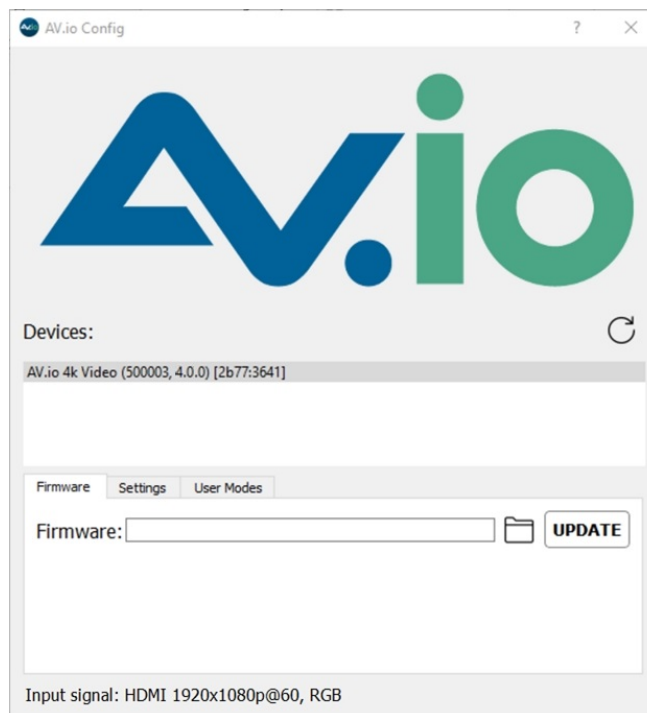 AV.io Config
AV.io
Devices:
AV.io 4k Video (500003, 4.0.0) [2b77:3641]
Firmware Settings User Modes
Firmware: UPDATE
Input signal: HDMI 1920x1080p@60, RGB